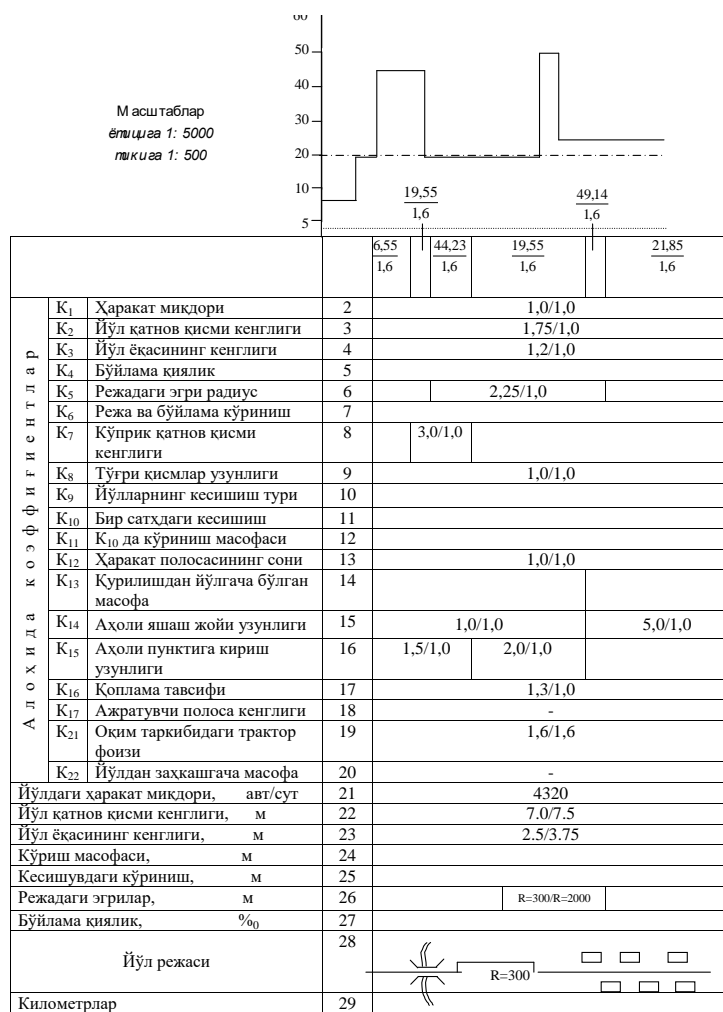 60
50
40
30
20
10
5
Масштаблар
ётицига 1: 5000
тикига 1: 500
19,55
1,6
49,14
1,6
6,55
1,6
44,23
1,6
19,55
1,6
21,85
1,6
Алоҳида коэффиғиентлар
К1 Ҳаракат миқдори 2 1,0/1,0
К2 Йўл қатнов қисми кенглиги 3 1,75/1,0
К3 Йўл ёқасининг кенглиги 4 1,2/1,0
К4 Бўйлама қиялик 5
К5 Режадаги эгри радиус 6 2,25/1,0
К6 Режа ва бўйлама кўриниш 7
К7 Кўприк қатнов қисми 8 3,0/1,0
кенглиги
К8 Тўғри қисмлар узунлиги 9 1,0/1,0
К9 Йўлларнинг кесишиш тури 10
К10 Бир сатҳдаги кесишиш 11
К11 К10 да кўриниш масофаси 12
К12 Ҳаракат полосасининг сони 13 1,0/1,0
К13 Қурилишдан йўлгача бўлган 14
масофа
К14 Аҳоли яшаш жойи узунлиги 15 1,0/1,0 5,0/1,0
К15 Аҳоли пунктига кириш 16 1,5/1,0 2,0/1,0
узунлиги
К16 Қоплама тавсифи 17 1,3/1,0
К17 Ажратувчи полоса кенглиги 18 -
К21 Оқим таркибидаги трактор 19 1,6/1,6
фоизи
К22 Йўлдан заҳкашгача масофа 20 -
Йўлдаги ҳаракат миқдори, авт/сут 21 4320
Йўл қатнов қисми кенглиги, м 22 7.0/7.5
Йўл ёқасининг кенглиги, м 23 2.5/3.75
Кўриш масофаси, м 24
Кесишувдаги кўриниш, м 25
Режадаги эгрилар, м 26 R=300/R=2000
Бўйлама қиялик, %0 27
Йўл режаси 28 R=300
Километрлар 29